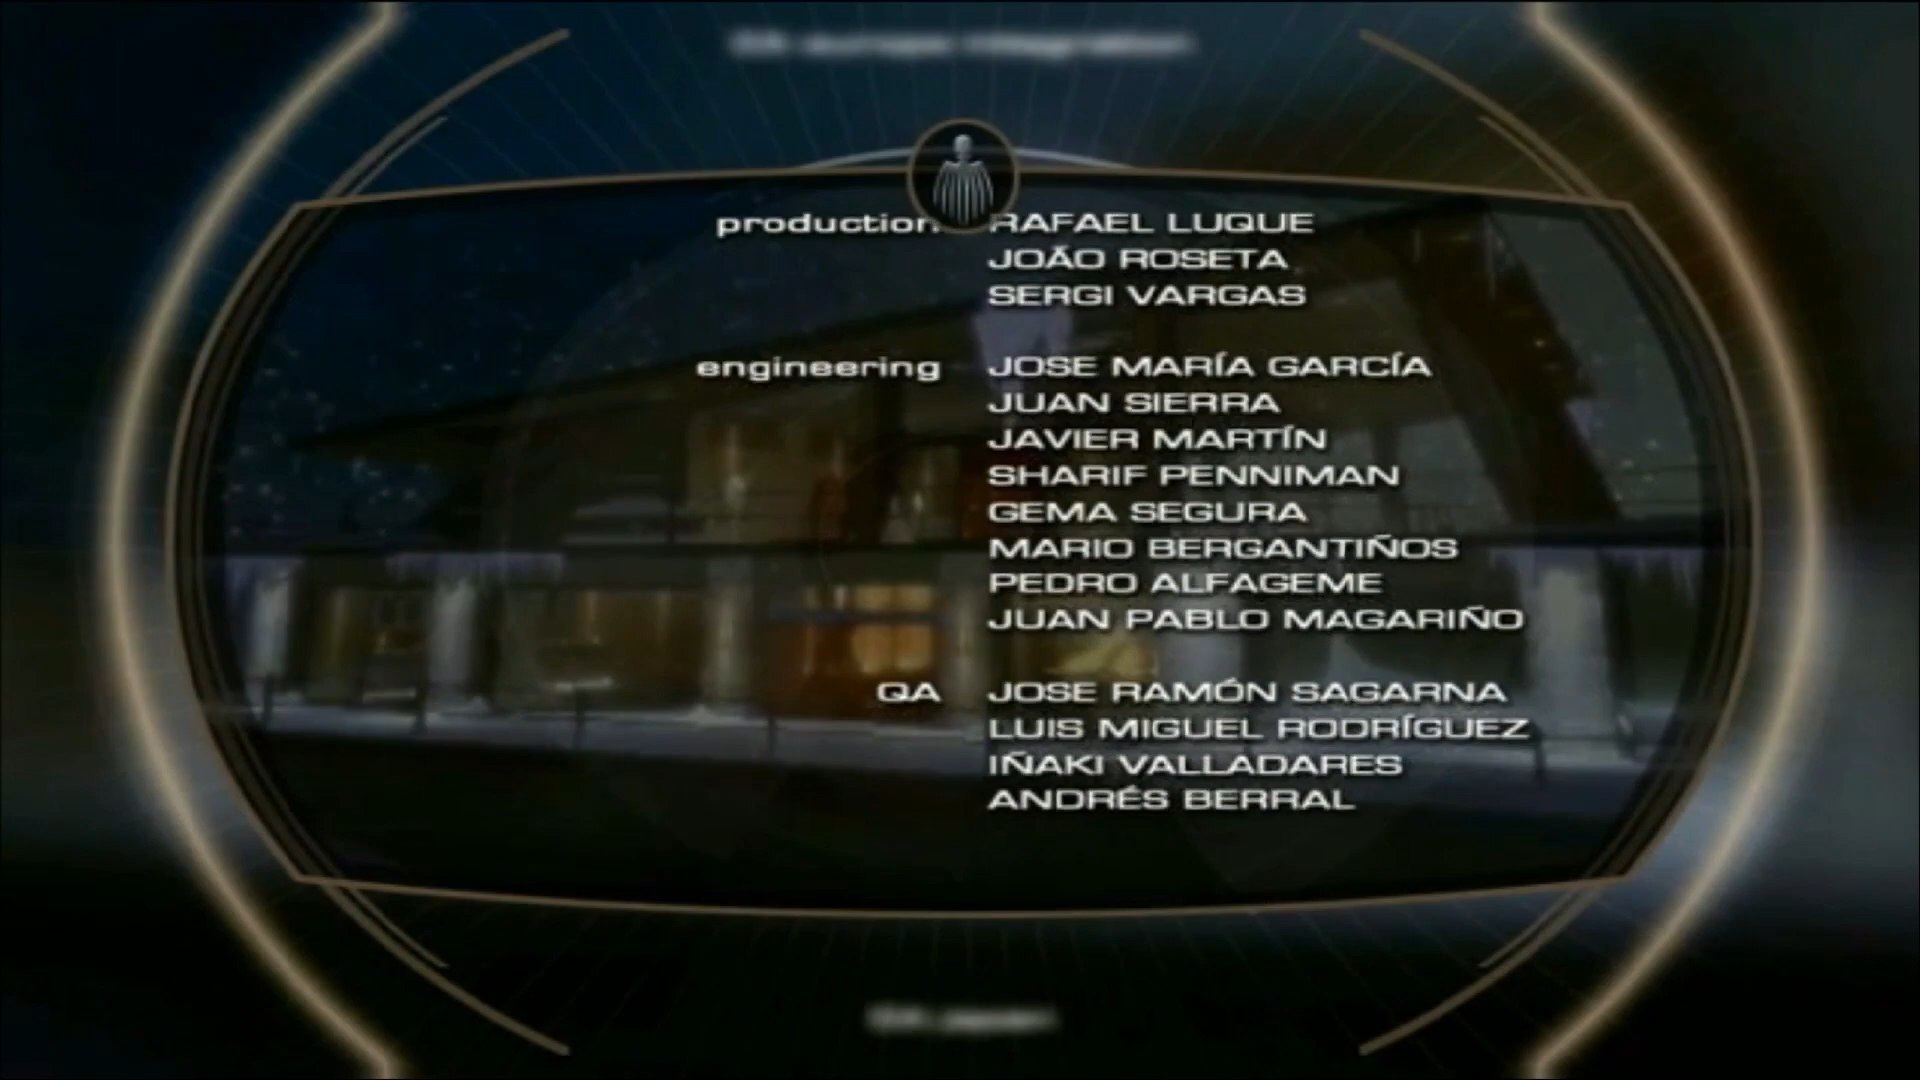 production RAFAEL LUQUE
JOÃO ROSETA
SERGI VARGAS
engineering JOSE MARÍA GARCÍA
JUAN SIERRA
JAVIER MARTÍN
SHARIF PENNIMAN
GEMA SEGURA
MARIO BERGANTIÑOS
PEDRO ALFAGEME
JUAN PABLO MAGARIÑO
QA JOSE RAMÓN SAGARNA
LUIS MIGUEL RODRÍGUEZ
IÑAKI VALLADARES
ANDRÉS BERRAL